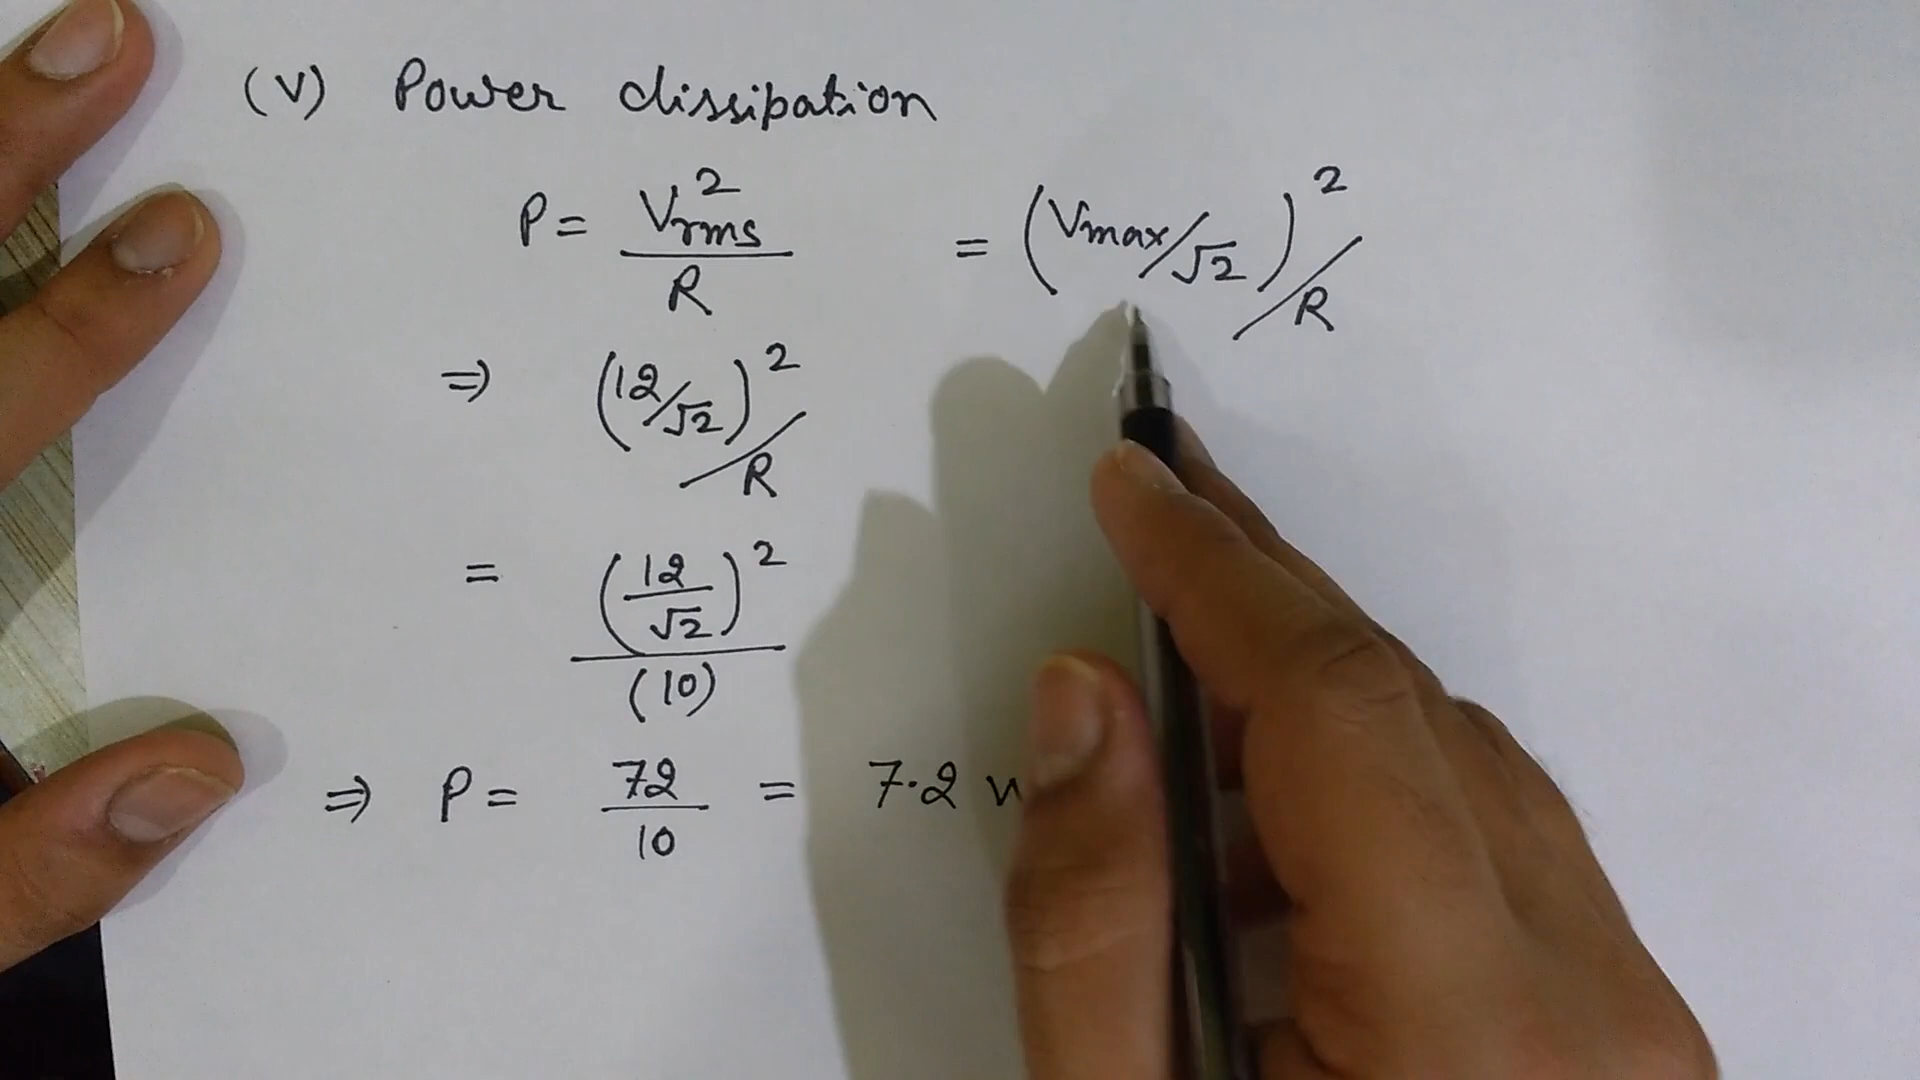 (V) Power dissipation
P = V²rms / R = (Vmax/√2)² / R
⇒ (12/√2)² / R
= (12/√2)² / (10)
⇒ P = 72/10 = 7.2